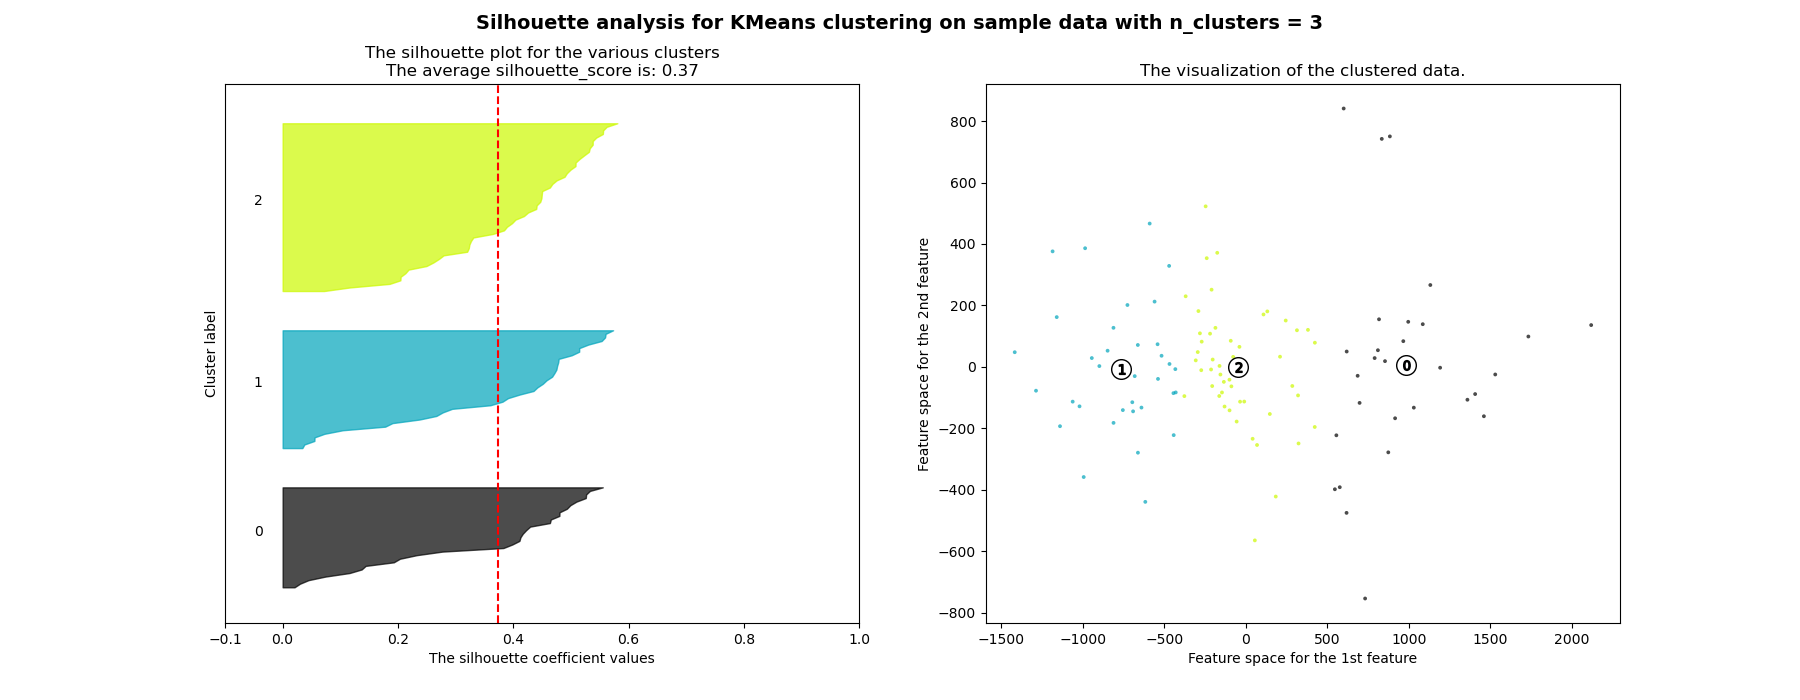 Silhouette analysis for KMeans clustering on sample data with n_clusters = 3
The silhouette plot for the various clusters
The average silhouette_score is: 0.37
Cluster label
2
1
0
−0.1 0.0 0.2 0.4 0.6 0.8 1.0
The silhouette coefficient values
The visualization of the clustered data.
Feature space for the 2nd feature
800
600
400
200
0
−200
−400
−600
−800
1 2 0
−1500 −1000 −500 0 500 1000 1500 2000
Feature space for the 1st feature